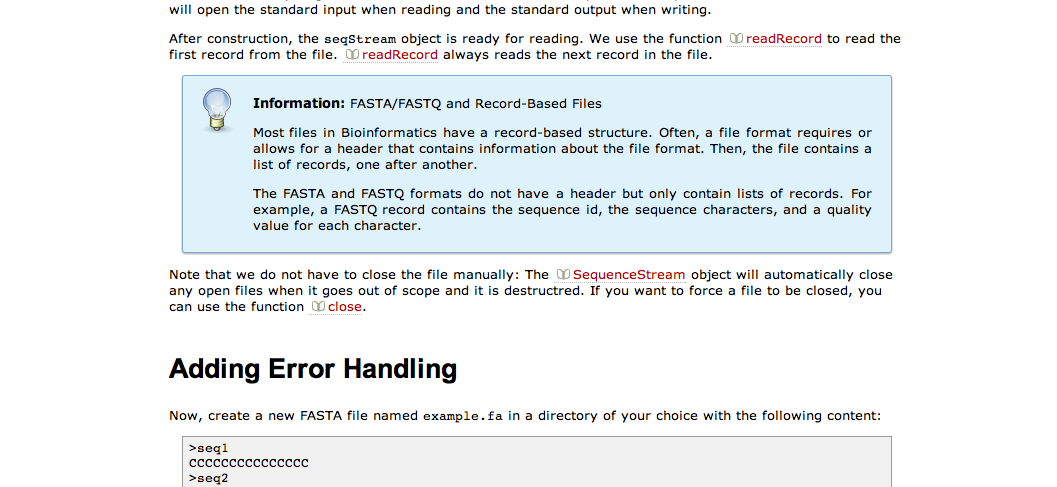 will open the standard input when reading and the standard output when writing.
After construction, the seqStream object is ready for reading. We use the function readRecord to read the
first record from the file. readRecord always reads the next record in the file.
Information: FASTA/FASTQ and Record-Based Files
Most files in Bioinformatics have a record-based structure. Often, a file format requires or
allows for a header that contains information about the file format. Then, the file contains a
list of records, one after another.
The FASTA and FASTQ formats do not have a header but only contain lists of records. For
example, a FASTQ record contains the sequence id, the sequence characters, and a quality
value for each character.
Note that we do not have to close the file manually: The SequenceStream object will automatically close
any open files when it goes out of scope and it is destructred. If you want to force a file to be closed, you
can use the function close.
Adding Error Handling
Now, create a new FASTA file named example.fa in a directory of your choice with the following content:
>seq1
CCCCCCCCCCCCCCC
>seq2